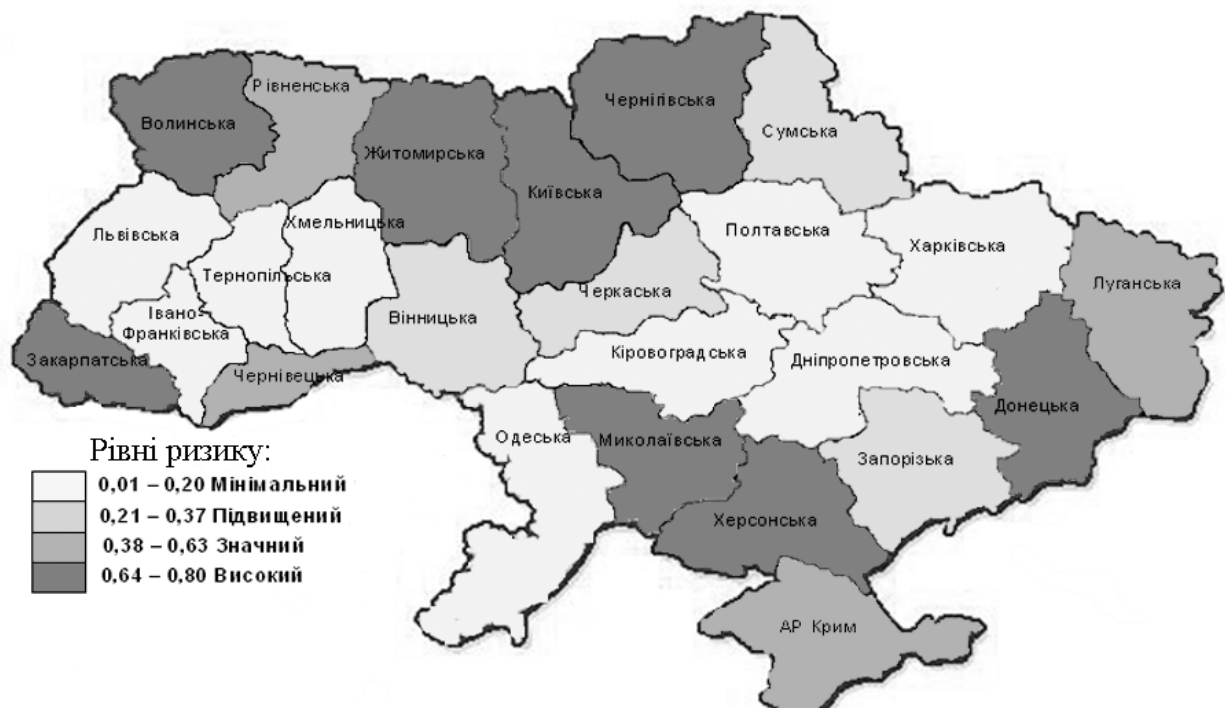 Рівненська
Чернігівська
Волинська
Сумська
Житомирська
Київська
Хмельницька
Львівська
Полтавська
Харківська
Тернопільська
Луганська
Черкаська
Івано-
Франківська
Вінницька
Закарпатська
Чернівецька
Кіровоградська
Дніпропетровська
Донецька
Одеська
Миколаївська
Запорізька
Херсонська
АР Крим
Рівні ризику:
0,01 – 0,20 Мінімальний
0,21 – 0,37 Підвищений
0,38 – 0,63 Значний
0,64 – 0,80 Високий